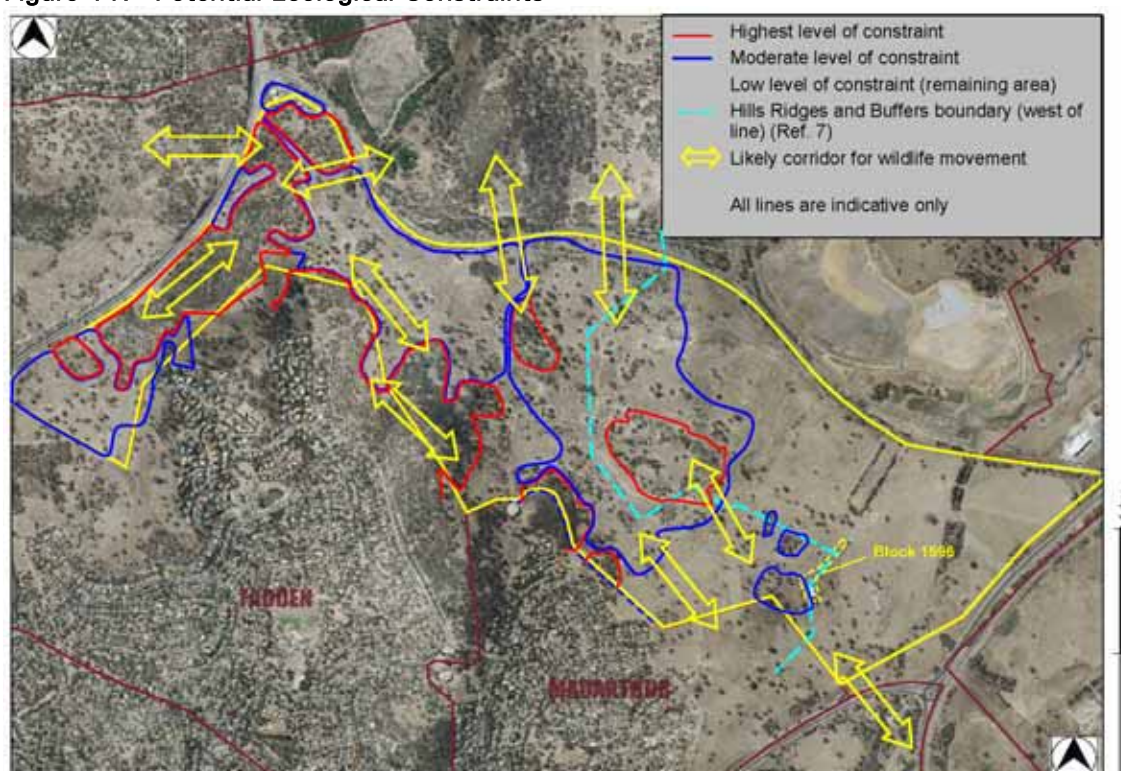 Highest level of constraint
Moderate level of constraint
Low level of constraint (remaining area)
Hills Ridges and Buffers boundary (west of
line) (Ref. 7)
Likely corridor for wildlife movement
All lines are indicative only
Block 1596
FADDEN
MACARTHUR